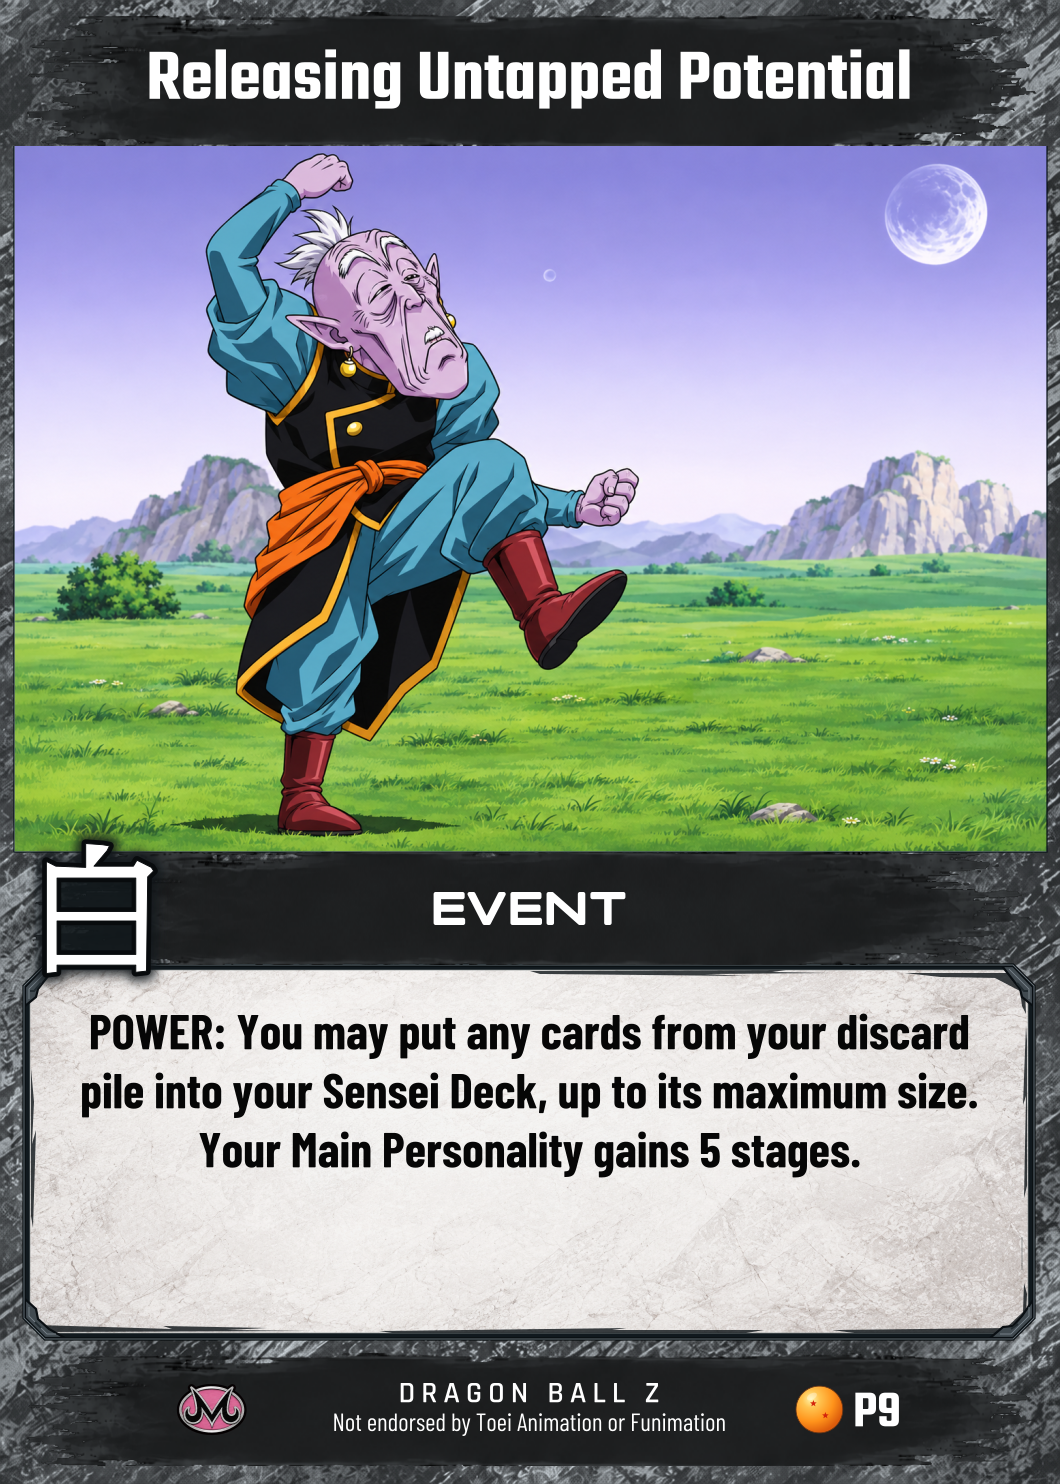 Releasing Untapped Potential
白
EVENT
POWER: You may put any cards from your discard
pile into your Sensei Deck, up to its maximum size.
Your Main Personality gains 5 stages.
DRAGON BALL Z
Not endorsed by Toei Animation or Funimation
M
P9